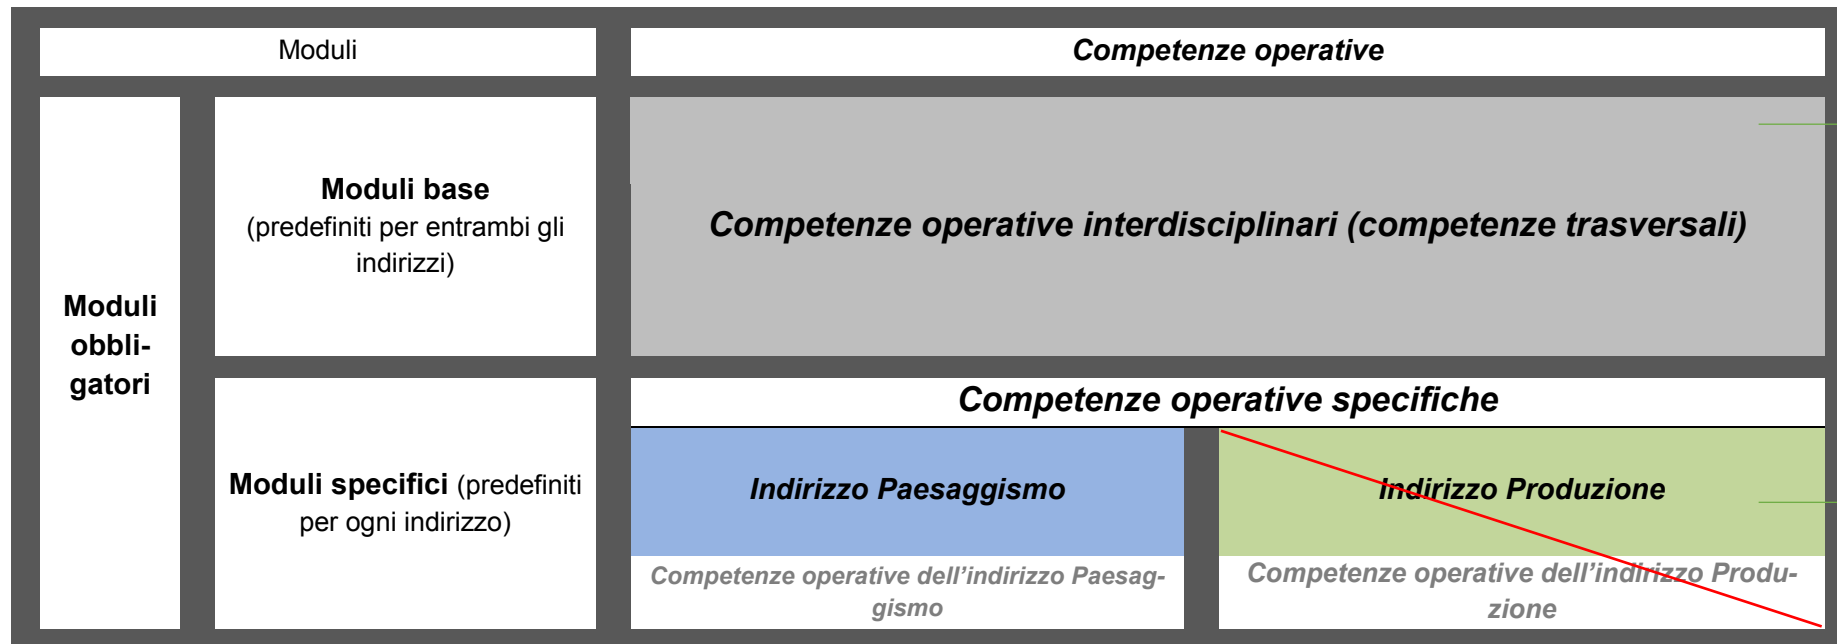 Moduli
Competenze operative
Moduli
obbli-
gatori
Moduli base
(predefiniti per entrambi gli
indirizzi)
Competenze operative interdisciplinari (competenze trasversali)
Moduli specifici (predefiniti
per ogni indirizzo)
Competenze operative specifiche
Indirizzo Paesaggismo
Indirizzo Produzione
Competenze operative dell’indirizzo Paesag-
gismo
Competenze operative dell’indirizzo Produ-
zione